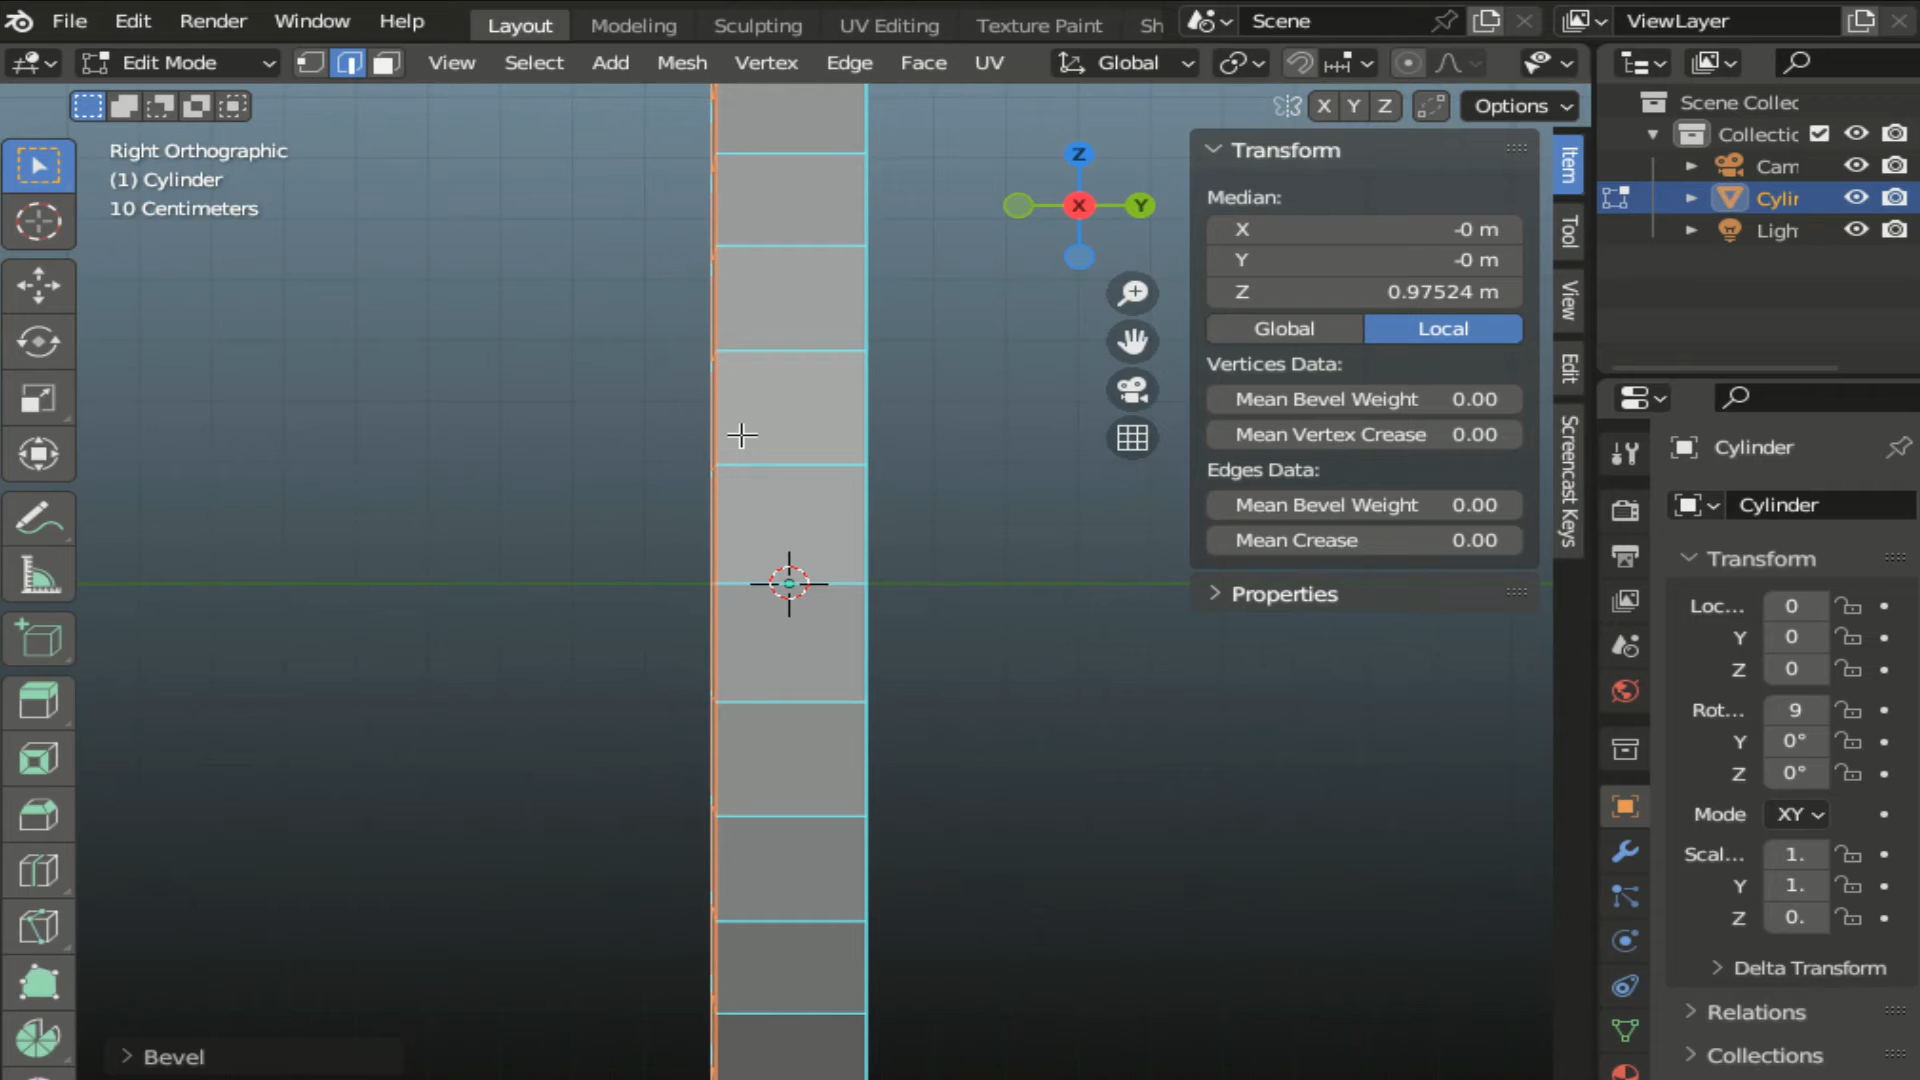 File Edit Render Window Help Layout Modeling Sculpting UV Editing Texture Paint Sh Scene ViewLayer
Edit Mode View Select Add Mesh Vertex Edge Face UV Global
X Y Z Options
Right Orthographic
(1) Cylinder
10 Centimeters
Z
X
Y
Transform
Median:
X -0 m
Y -0 m
Z 0.97524 m
Global Local
Vertices Data:
Mean Bevel Weight 0.00
Mean Vertex Crease 0.00
Edges Data:
Mean Bevel Weight 0.00
Mean Crease 0.00
Properties
Item
Tool
View
Edit
Screencast Keys
Scene Collec
Collectic
Cam
Cylir
Ligh
Cylinder
Cylinder
Transform
Loc... 0
Y 0
Z 0
Rot... 9
Y 0°
Z 0°
Mode XY
Scal... 1.
Y 1.
Z 0.
Delta Transform
Relations
Collections
Bevel